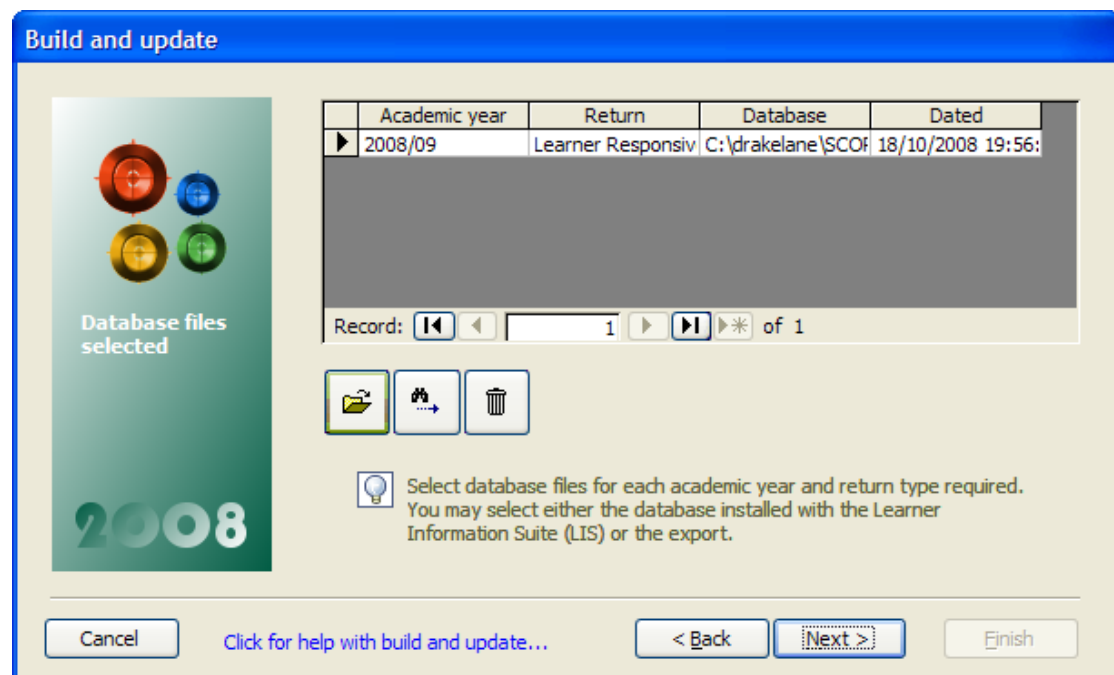 Build and update
Academic year Return Database Dated
2008/09 Learner Responsiv C:\drakelane\SCOF 18/10/2008 19:56:
Database files
selected
Record: 1 of 1
Select database files for each academic year and return type required.
You may select either the database installed with the Learner
Information Suite (LIS) or the export.
2008
Cancel Click for help with build and update... < Back Next > Finish